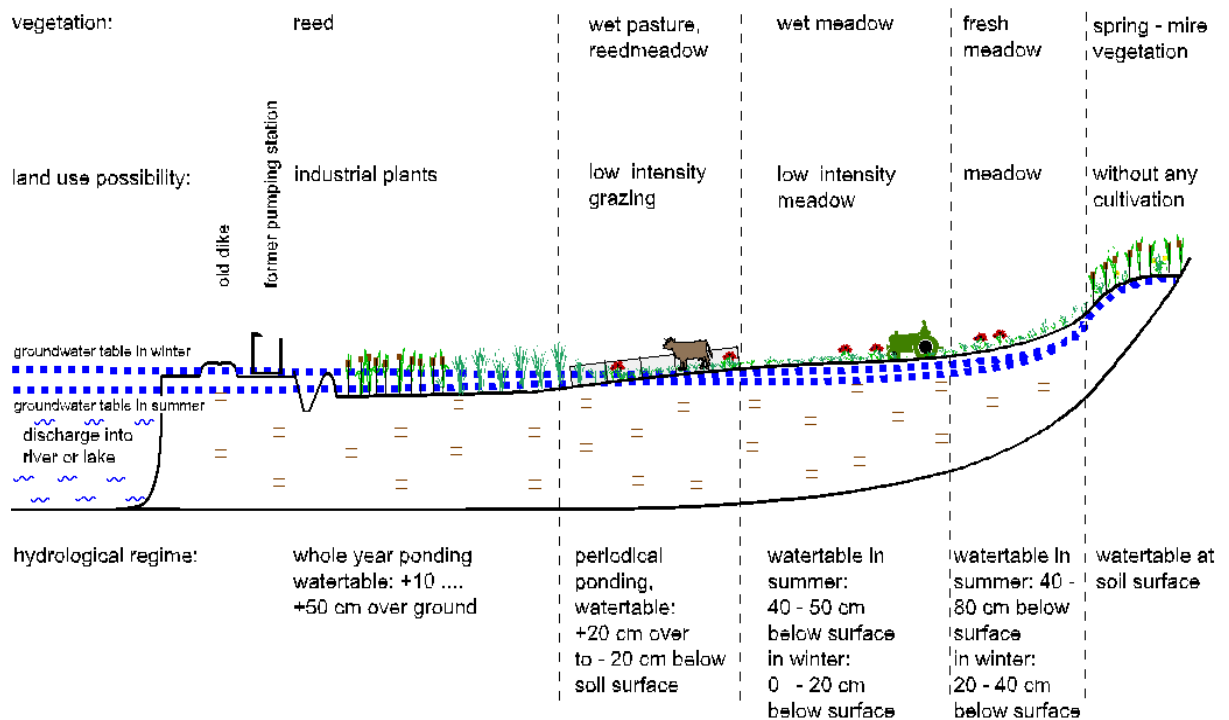 vegetation:
reed
wet pasture,
reedmeadow
wet meadow
fresh
meadow
spring - mire
vegetation
land use possibility:
industrial plants
low intensity
grazing
low intensity
meadow
meadow
without any
cultivation
old dike
former pumping station
groundwater table in winter
groundwater table in summer
discharge into
river or lake
hydrological regime:
whole year ponding
watertable: +10 ....
+50 cm over ground
periodical
ponding,
watertable:
+20 cm over
to - 20 cm below
soil surface
watertable in
summer:
40 - 50 cm
below surface
in winter:
0 - 20 cm
below surface
watertable in
summer: 40 -
80 cm below
surface
in winter:
20 - 40 cm
below surface
watertable at
soil surface